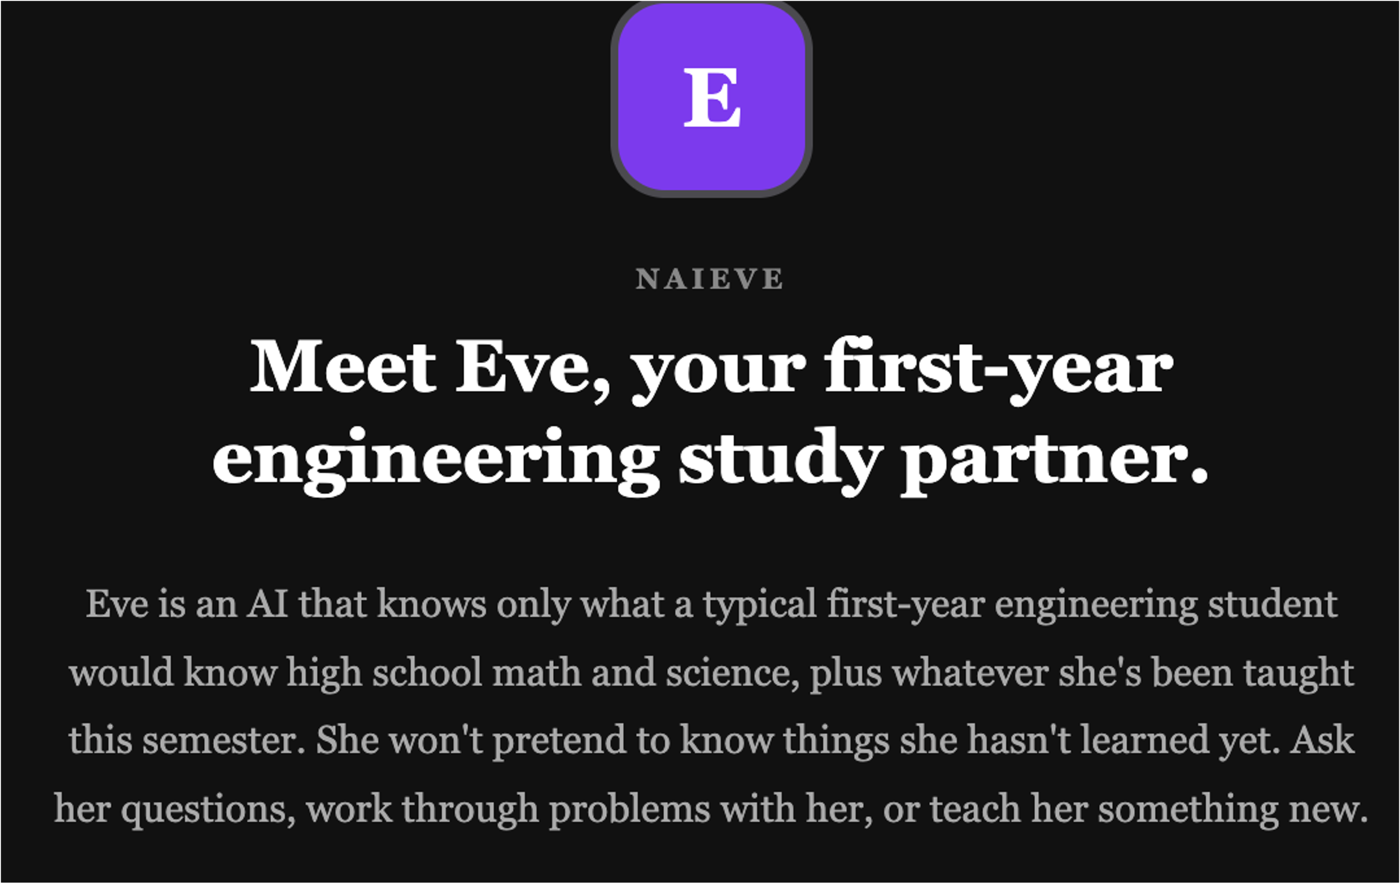 E
NAIEVE
Meet Eve, your first-year
engineering study partner.
Eve is an AI that knows only what a typical first-year engineering student
would know high school math and science, plus whatever she's been taught
this semester. She won't pretend to know things she hasn't learned yet. Ask
her questions, work through problems with her, or teach her something new.